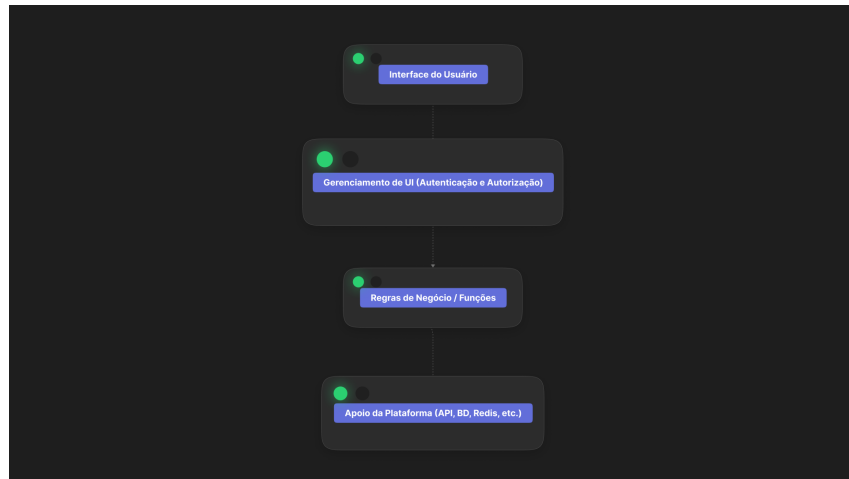 Interface do Usuário
Gerenciamento de UI (Autenticação e Autorização)
Regras de Negócio / Funções
Apoio da Plataforma (API, BD, Redis, etc.)